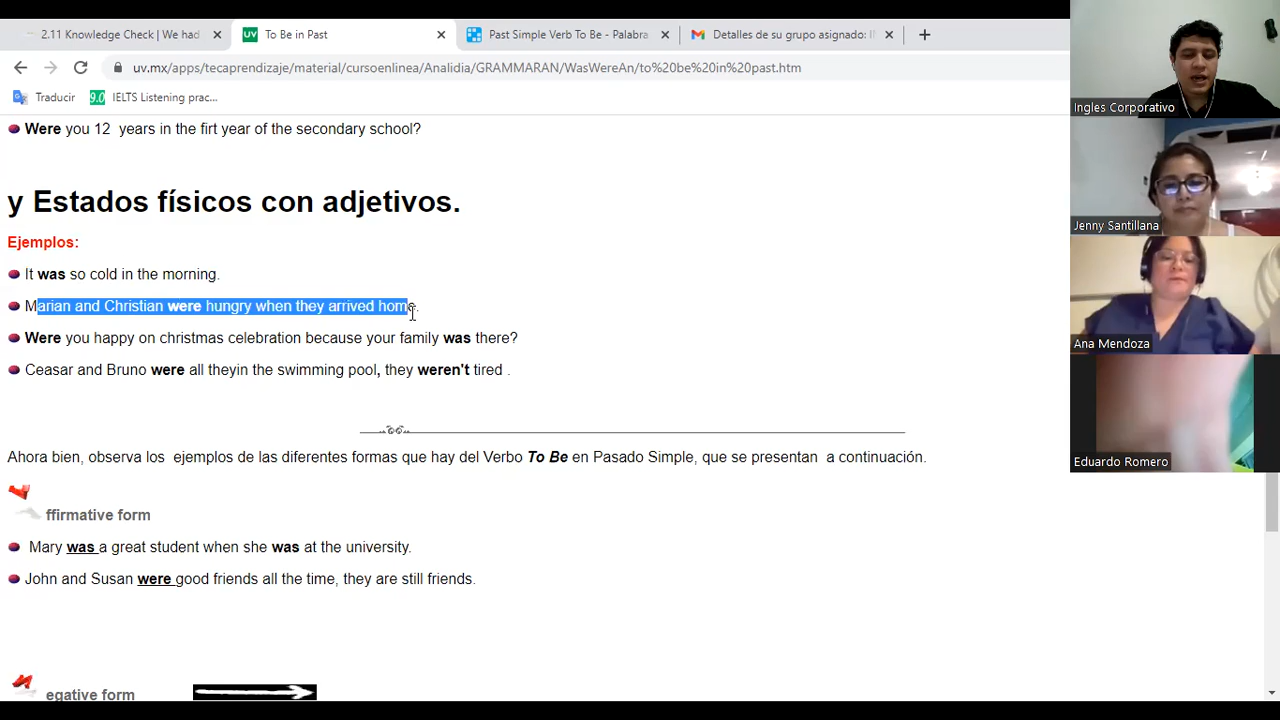 2.11 Knowledge Check | We had
To Be in Past
Past Simple Verb To Be - Palabra
Detalles de su grupo asignado: II
uv.mx/apps/tecaprendizaje/material/cursoenlinea/Analidia/GRAMMARAN/WasWereAn/to%20be%20in%20past.htm
Traducir
9.0 IELTS Listening prac...
Were you 12 years in the firt year of the secondary school?
y Estados físicos con adjetivos.
Ejemplos:
It was so cold in the morning.
Marian and Christian were hungry when they arrived home.
Were you happy on christmas celebration because your family was there?
Ceasar and Bruno were all theyin the swimming pool, they weren't tired .
Ahora bien, observa los ejemplos de las diferentes formas que hay del Verbo To Be en Pasado Simple, que se presentan a continuación.
ffirmative form
Mary was a great student when she was at the university.
John and Susan were good friends all the time, they are still friends.
egative form
Ingles Corporativo
Jenny Santillana
Ana Mendoza
Eduardo Romero